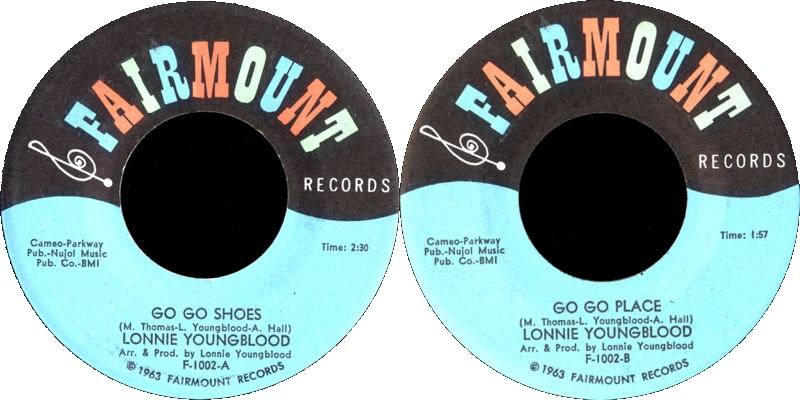 FAIRMOUNT
RECORDS
Cameo-Parkway
Pub.-Nujol Music
Pub. Co.-BMI
Time: 2:30
GO GO SHOES
(M. Thomas-L. Youngblood-A. Hall)
LONNIE YOUNGBLOOD
Arr. & Prod. by Lonnie Youngblood
F-1002-A
© 1963 FAIRMOUNT RECORDS
FAIRMOUNT
RECORDS
Cameo-Parkway
Pub.-Nujol Music
Pub. Co.-BMI
Time: 1:57
GO GO PLACE
(M. Thomas-L. Youngblood-A. Hall)
LONNIE YOUNGBLOOD
Arr. & Prod. by Lonnie Youngblood
F-1002-B
© 1963 FAIRMOUNT RECORDS